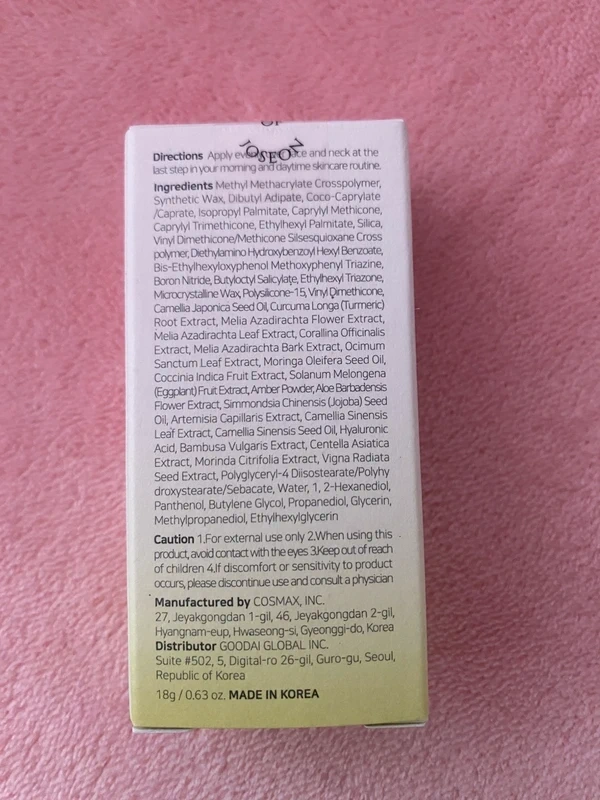 OF
JOSEON
Directions Apply ce and neck at the
last step in your morning and daytime skincare routine.
Ingredients Methyl Methacrylate Crosspolymer,
Synthetic Wax, Dibutyl Adipate, Coco-Caprylate
/Caprate, Isopropyl Palmitate, Caprylyl Methicone,
Caprylyl Trimethicone, Ethylhexyl Palmitate, Silica,
Vinyl Dimethicone/Methicone Silsesquioxane Cross
polymer, Diethylamino Hydroxybenzoyl Hexyl Benzoate,
Bis-Ethylhexyloxyphenol Methoxyphenyl Triazine,
Boron Nitride, Butyloctyl Salicylate, Ethylhexyl Triazone,
Microcrystalline Wax, Polysilicone-15, Vinyl Dimethicone,
Camellia Japonica Seed Oil, Curcuma Longa (Turmeric)
Root Extract, Melia Azadirachta Flower Extract,
Melia Azadirachta Leaf Extract, Corallina Officinalis
Extract, Melia Azadirachta Bark Extract, Ocimum
Sanctum Leaf Extract, Moringa Oleifera Seed Oil,
Coccinia Indica Fruit Extract, Solanum Melongena
(Eggplant) Fruit Extract, Amber Powder, Aloe Barbadensis
Flower Extract, Simmondsia Chinensis (Jojoba) Seed
Oil, Artemisia Capillaris Extract, Camellia Sinensis
Leaf Extract, Camellia Sinensis Seed Oil, Hyaluronic
Acid, Bambusa Vulgaris Extract, Centella Asiatica
Extract, Morinda Citrifolia Extract, Vigna Radiata
Seed Extract, Polyglyceryl-4 Diisostearate/Polyhy
droxystearate/Sebacate, Water, 1, 2-Hexanediol,
Panthenol, Butylene Glycol, Propanediol, Glycerin,
Methylpropanediol, Ethylhexylglycerin
Caution 1.For external use only 2.When using this
product, avoid contact with the eyes 3.Keep out of reach
of children 4.If discomfort or sensitivity to product
occurs, please discontinue use and consult a physician
Manufactured by COSMAX, INC.
27, Jeyakgongdan 1-gil, 46, Jeyakgongdan 2-gil,
Hyangnam-eup, Hwaseong-si, Gyeonggi-do, Korea
Distributor GOODAI GLOBAL INC.
Suite #502, 5, Digital-ro 26-gil, Guro-gu, Seoul,
Republic of Korea
18g / 0.63 oz. MADE IN KOREA